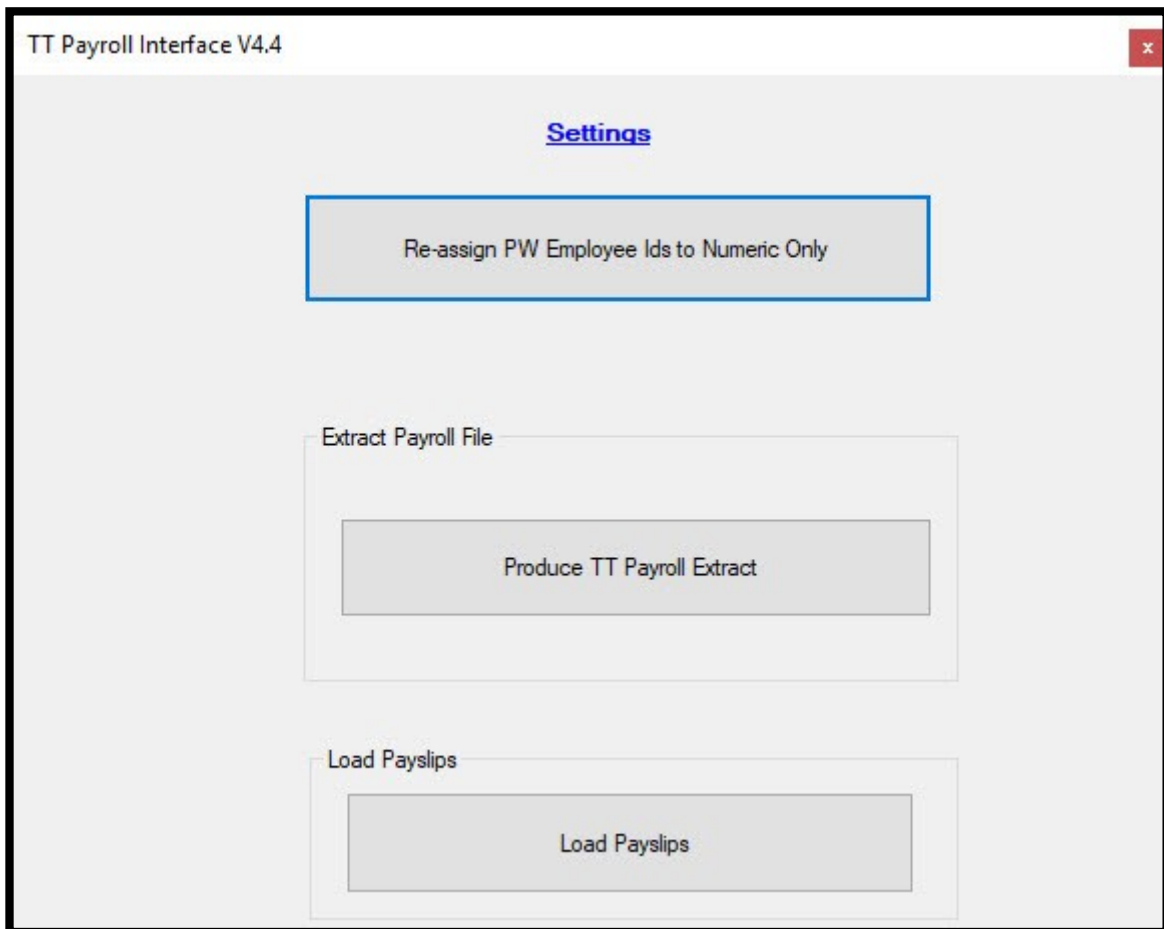 TT Payroll Interface V4.4
x
Settings
Re-assign PW Employee Ids to Numeric Only
Extract Payroll File
Produce TT Payroll Extract
Load Payslips
Load Payslips